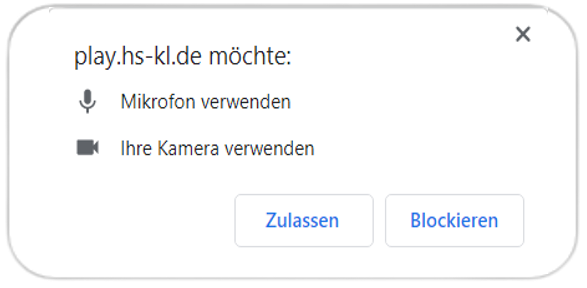 play.hs-kl.de möchte:
Mikrofon verwenden
Ihre Kamera verwenden
Zulassen Blockieren